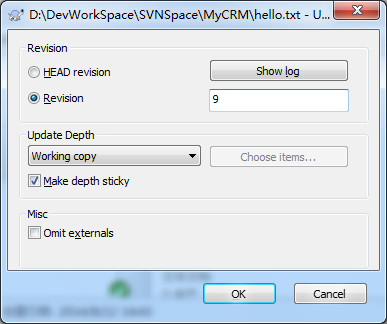 D:\DevWorkSpace\SVNSpace\MyCRM\hello.txt - U...
Revision
HEAD revision
Show log
Revision
9
Update Depth
Working copy
Choose items...
Make depth sticky
Misc
Omit externals
OK
Cancel